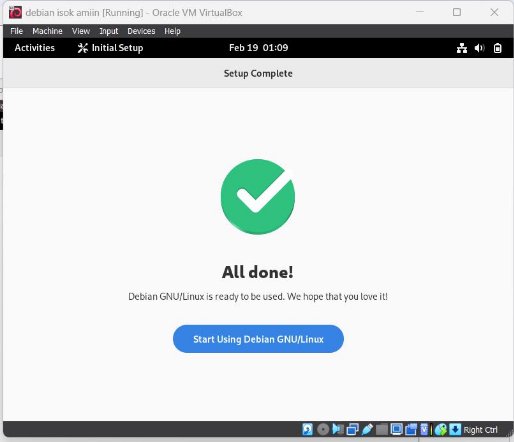 debian isok amiin [Running] - Oracle VM VirtualBox
File Machine View Input Devices Help
Activities Initial Setup Feb 19 01:09
Setup Complete
All done!
Debian GNU/Linux is ready to be used. We hope that you love it!
Start Using Debian GNU/Linux
Right Ctrl